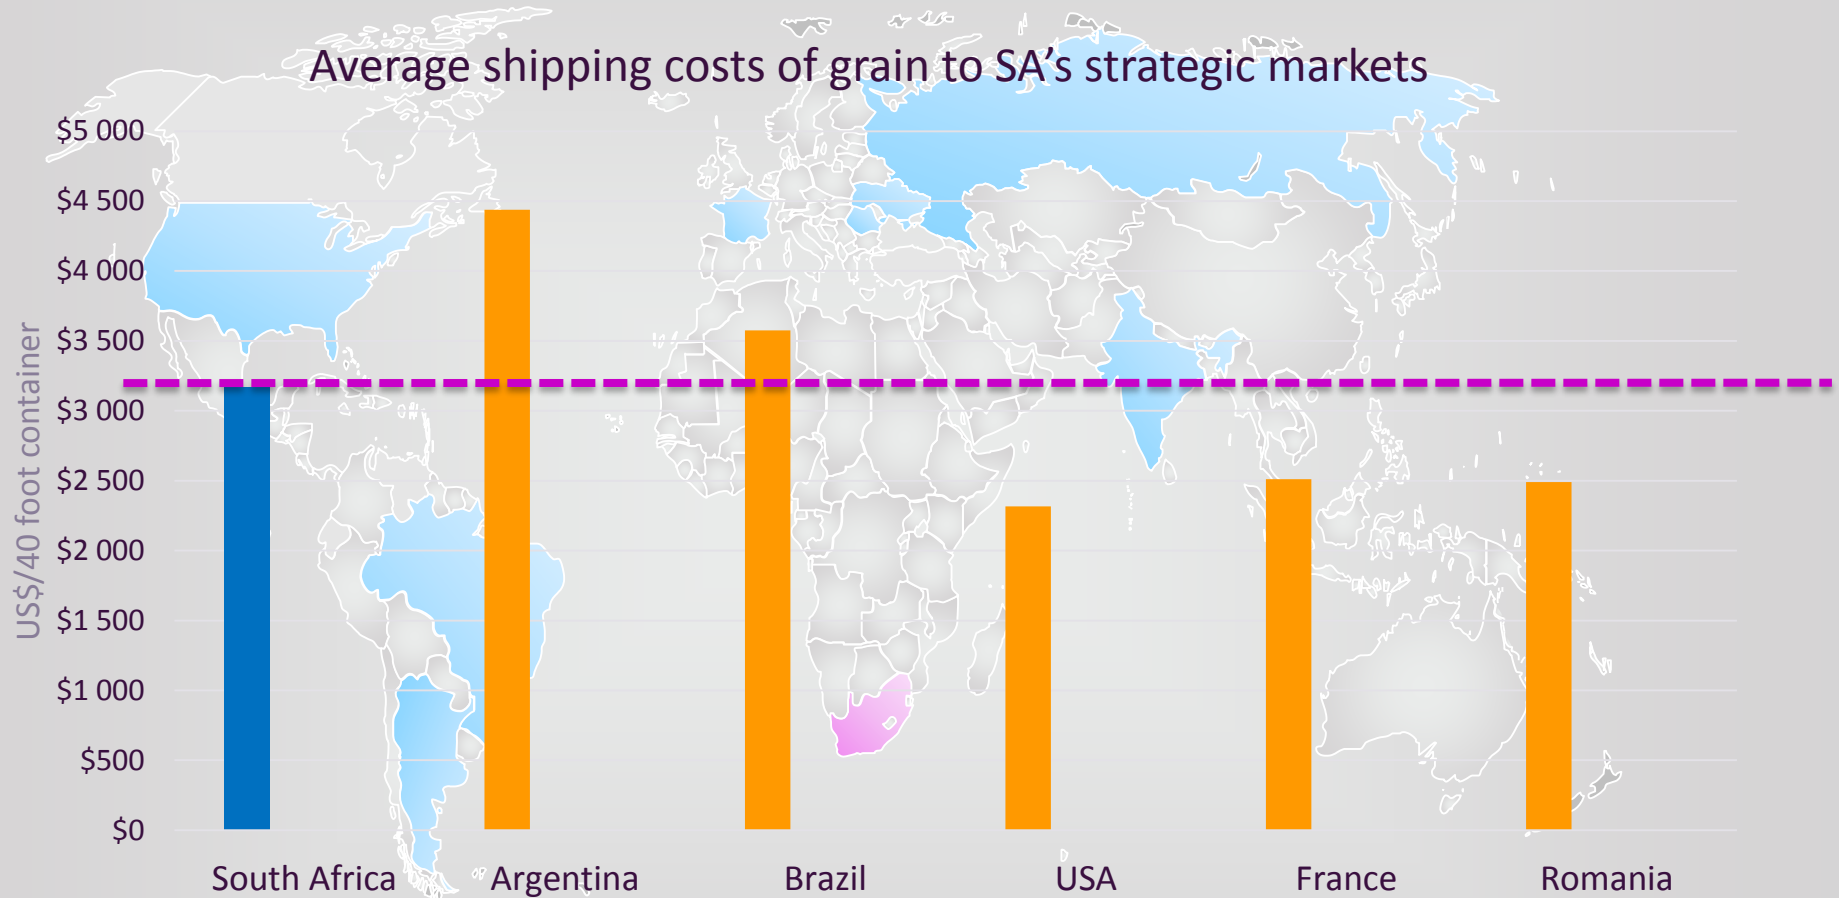 Average shipping costs of grain to SA’s strategic markets
US$/40 foot container
$5 000
$4 500
$4 000
$3 500
$3 000
$2 500
$2 000
$1 500
$1 000
$500
$0
South Africa
Argentina
Brazil
USA
France
Romania